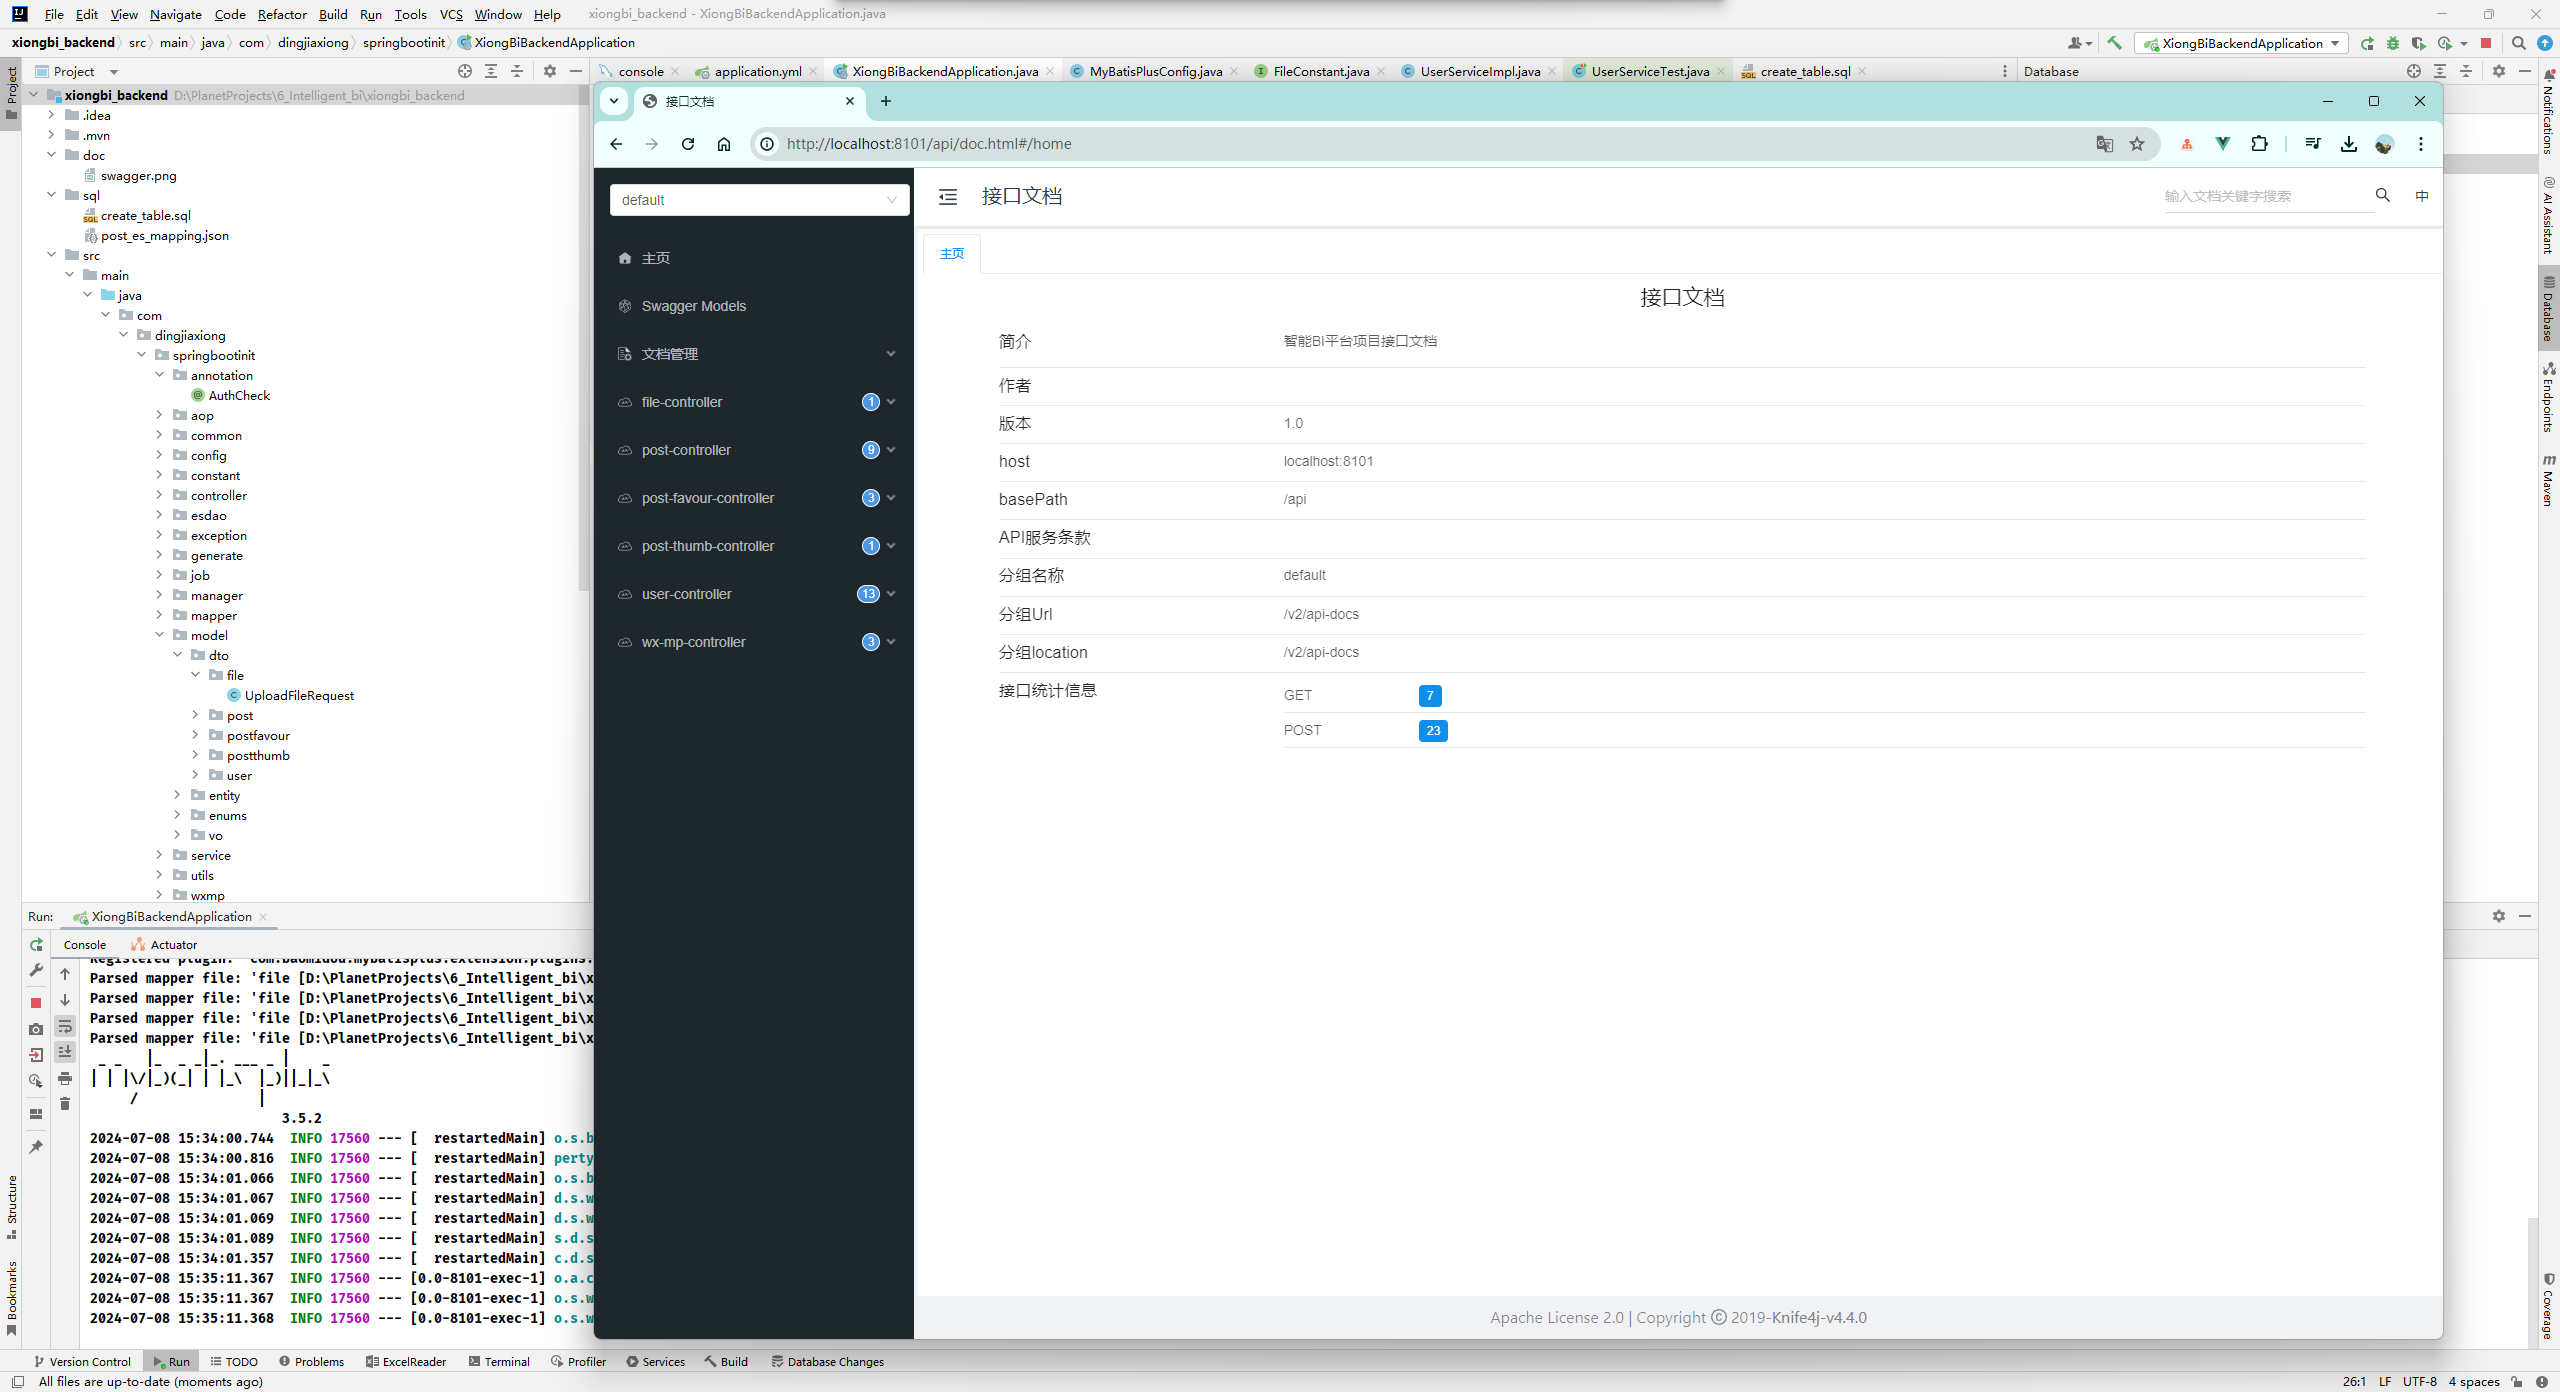 File Edit View Navigate Code Refactor Build Run Tools VCS Window Help xiongbi_backend - XiongBiBackendApplication.java
xiongbi_backend src main java com dingjiaxiong springbootinit XiongBiBackendApplication
XiongBiBackendApplication
Project
console application.yml XiongBiBackendApplication.java MyBatisPlusConfig.java FileConstant.java UserServiceImpl.java UserServiceTest.java create_table.sql
Database
Project
xiongbi_backend D:\PlanetProjects\6_Intelligent_bi\xiongbi_backend
.idea
.mvn
doc
swagger.png
sql
create_table.sql
post_es_mapping.json
src
main
java
com
dingjiaxiong
springbootinit
annotation
AuthCheck
aop
common
config
constant
controller
esdao
exception
generate
job
manager
mapper
model
dto
file
UploadFileRequest
post
postfavour
postthumb
user
entity
enums
vo
service
utils
wxmp
接口文档
http://localhost:8101/api/doc.html#/home
default
主页
Swagger Models
文档管理
file-controller 1
post-controller 9
post-favour-controller 3
post-thumb-controller 1
user-controller 13
wx-mp-controller 3
接口文档
输入文档关键字搜索
中
主页
接口文档
简介 智能BI平台项目接口文档
作者
版本 1.0
host localhost:8101
basePath /api
API服务条款
分组名称 default
分组Url /v2/api-docs
分组location /v2/api-docs
接口统计信息 GET 7
POST 23
Apache License 2.0 | Copyright © 2019-Knife4j-v4.4.0
Notifications
AI Assistant
Database
Endpoints
Maven
Coverage
Structure
Bookmarks
Run: XiongBiBackendApplication
Console Actuator
Registered plugin: 'com.baomidou.mybatisplus.extension.plugins.
Parsed mapper file: 'file [D:\PlanetProjects\6_Intelligent_bi\x
Parsed mapper file: 'file [D:\PlanetProjects\6_Intelligent_bi\x
Parsed mapper file: 'file [D:\PlanetProjects\6_Intelligent_bi\x
Parsed mapper file: 'file [D:\PlanetProjects\6_Intelligent_bi\x
3.5.2
2024-07-08 15:34:00.744 INFO 17560 --- [ restartedMain] o.s.b
2024-07-08 15:34:00.816 INFO 17560 --- [ restartedMain] perty
2024-07-08 15:34:01.066 INFO 17560 --- [ restartedMain] o.s.b
2024-07-08 15:34:01.067 INFO 17560 --- [ restartedMain] d.s.w
2024-07-08 15:34:01.069 INFO 17560 --- [ restartedMain] d.s.w
2024-07-08 15:34:01.089 INFO 17560 --- [ restartedMain] s.d.s
2024-07-08 15:34:01.357 INFO 17560 --- [ restartedMain] c.d.s
2024-07-08 15:35:11.367 INFO 17560 --- [0.0-8101-exec-1] o.a.c
2024-07-08 15:35:11.367 INFO 17560 --- [0.0-8101-exec-1] o.s.w
2024-07-08 15:35:11.368 INFO 17560 --- [0.0-8101-exec-1] o.s.w
Version Control Run TODO Problems ExcelReader Terminal Profiler Services Build Database Changes
All files are up-to-date (moments ago)
26:1 LF UTF-8 4 spaces